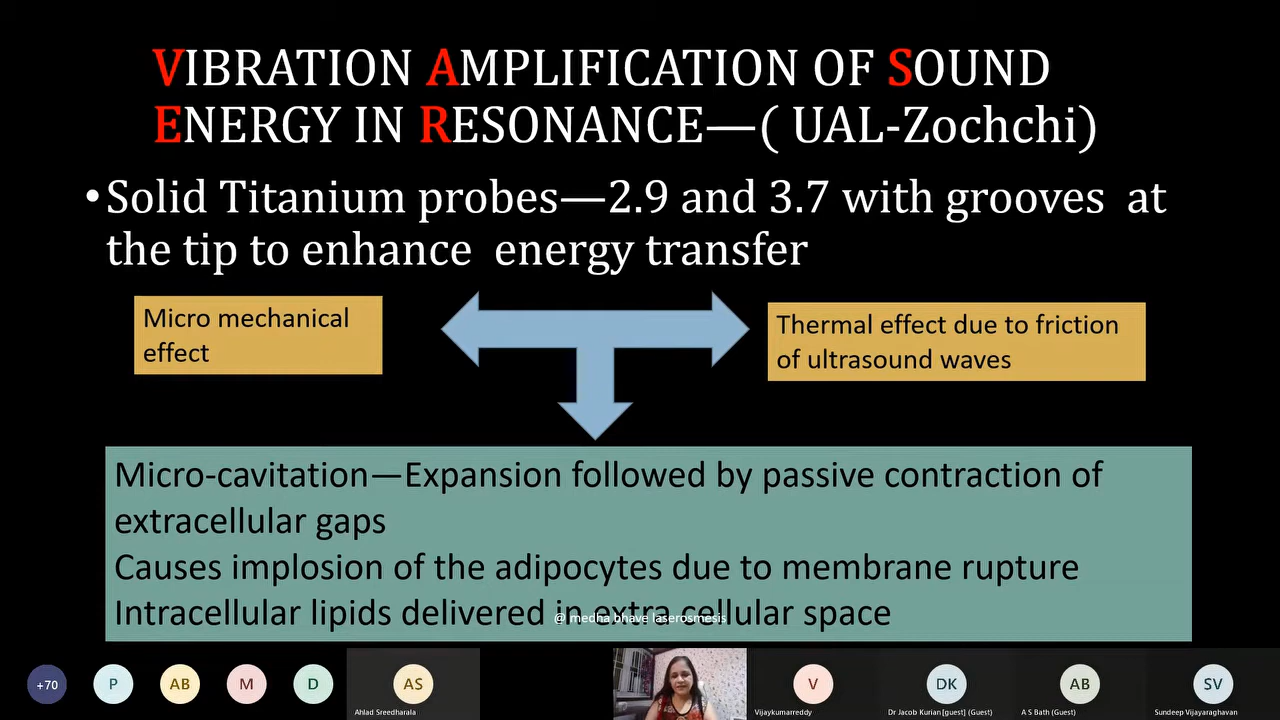 VIBRATION AMPLIFICATION OF SOUND
ENERGY IN RESONANCE—( UAL-Zochchi)
•Solid Titanium probes—2.9 and 3.7 with grooves at
the tip to enhance energy transfer
Micro mechanical
effect
Thermal effect due to friction
of ultrasound waves
Micro-cavitation—Expansion followed by passive contraction of
extracellular gaps
Causes implosion of the adipocytes due to membrane rupture
Intracellular lipids delivered in extra cellular space
@ medha bhave laserosmesis
+70
P
AB
M
D
AS
Ahlad Sreedharala
V
Vijaykumarreddy
DK
Dr Jacob Kurian[guest] (Guest)
AB
A S Bath (Guest)
SV
Sundeep Vijayaraghavan